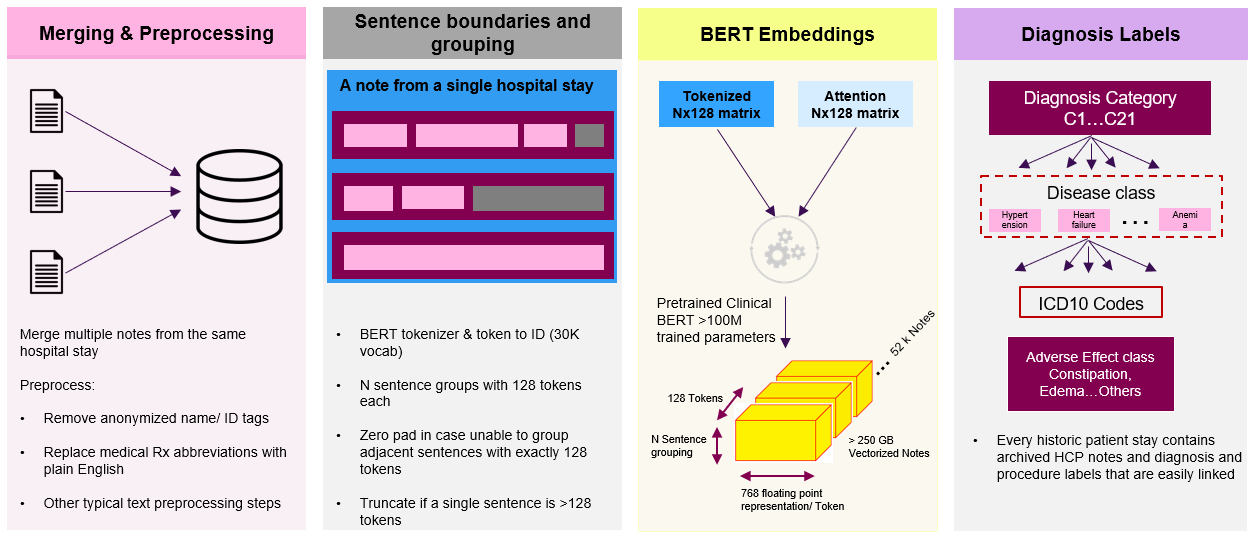 Merging & Preprocessing
Merge multiple notes from the same
hospital stay
Preprocess:
• Remove anonymized name/ ID tags
• Replace medical Rx abbreviations with
plain English
• Other typical text preprocessing steps
Sentence boundaries and
grouping
A note from a single hospital stay
• BERT tokenizer & token to ID (30K
vocab)
• N sentence groups with 128 tokens
each
• Zero pad in case unable to group
adjacent sentences with exactly 128
tokens
• Truncate if a single sentence is >128
tokens
BERT Embeddings
Tokenized
Nx128 matrix
Attention
Nx128 matrix
Pretrained Clinical
BERT >100M
trained parameters
... 52 k Notes
128 Tokens
N Sentence
grouping
> 250 GB
Vectorized Notes
768 floating point
representation/ Token
Diagnosis Labels
Diagnosis Category
C1...C21
Disease class
Hypert
ension
Heart
failure
...
Anemi
a
ICD10 Codes
Adverse Effect class
Constipation,
Edema...Others
• Every historic patient stay contains
archived HCP notes and diagnosis and
procedure labels that are easily linked